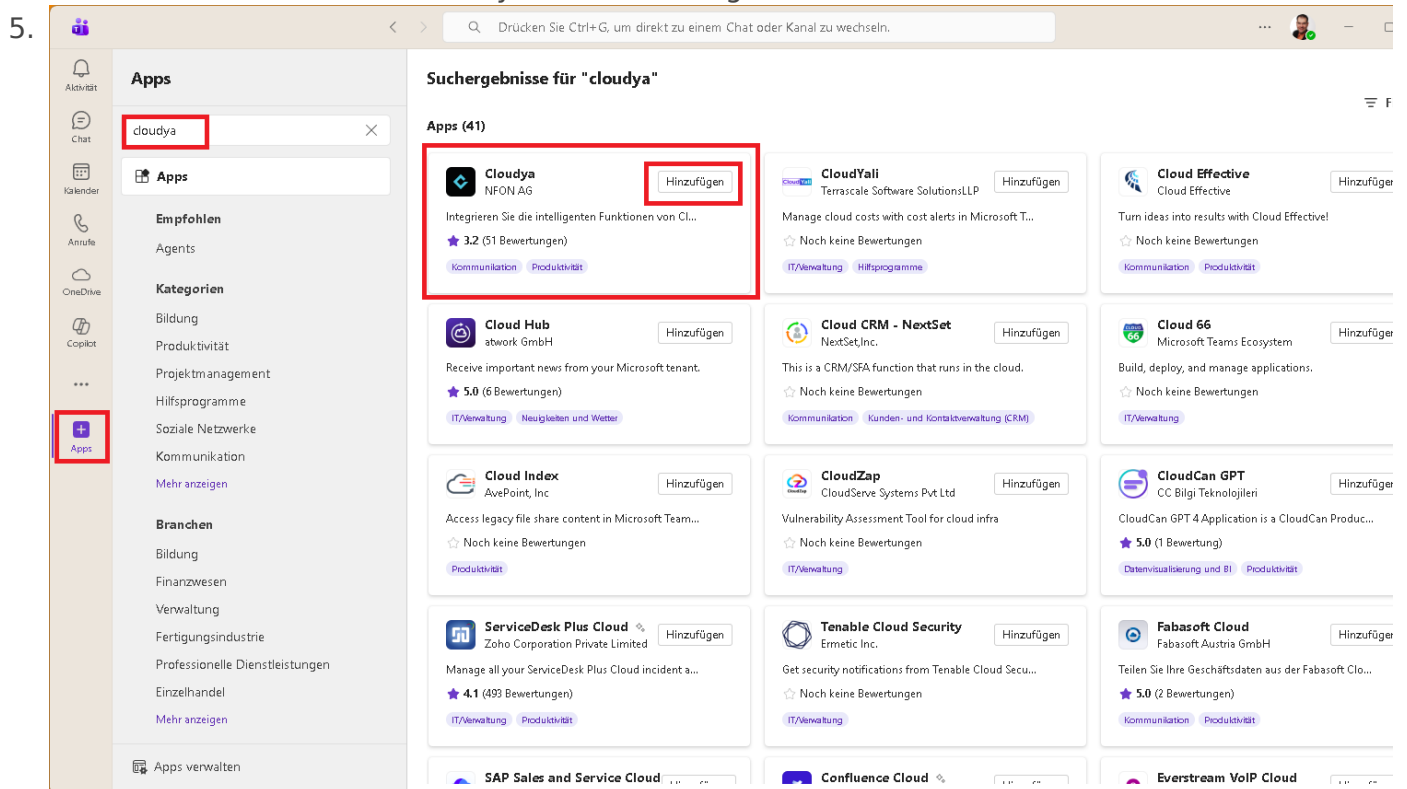 5.
Drücken Sie Ctrl+G, um direkt zu einem Chat oder Kanal zu wechseln.
Aktivität
Chat
Kalender
Anrufe
OneDrive
Copilot
Apps
Apps
cloudya
Apps
Empfohlen
Agents
Kategorien
Bildung
Produktivität
Projektmanagement
Hilfsprogramme
Soziale Netzwerke
Kommunikation
Mehr anzeigen
Branchen
Bildung
Finanzwesen
Verwaltung
Fertigungsindustrie
Professionelle Dienstleistungen
Einzelhandel
Mehr anzeigen
Apps verwalten
Suchergebnisse für "cloudya"
F
Apps (41)
Cloudya
NFON AG
Hinzufügen
Integrieren Sie die intelligenten Funktionen von Cl...
3.2 (51 Bewertungen)
Kommunikation Produktivität
CloudYali
Terrascale Software SolutionsLLP
Hinzufügen
Manage cloud costs with cost alerts in Microsoft T...
Noch keine Bewertungen
IT/Verwaltung Hilfsprogramme
Cloud Effective
Cloud Effective
Hinzufügen
Turn ideas into results with Cloud Effective!
Noch keine Bewertungen
Kommunikation Produktivität
Cloud Hub
atwork GmbH
Hinzufügen
Receive important news from your Microsoft tenant.
5.0 (6 Bewertungen)
IT/Verwaltung Neuigkeiten und Wetter
Cloud CRM - NextSet
NextSet,Inc.
Hinzufügen
This is a CRM/SFA function that runs in the cloud.
Noch keine Bewertungen
Kommunikation Kunden- und Kontaktverwaltung (CRM)
Cloud 66
Microsoft Teams Ecosystem
Hinzufügen
Build, deploy, and manage applications.
Noch keine Bewertungen
IT/Verwaltung
Cloud Index
AvePoint, Inc
Hinzufügen
Access legacy file share content in Microsoft Team...
Noch keine Bewertungen
Produktivität
CloudZap
CloudServe Systems Pvt Ltd
Hinzufügen
Vulnerability Assessment Tool for cloud infra
Noch keine Bewertungen
IT/Verwaltung
CloudCan GPT
CC Bilgi Teknolojileri
Hinzufügen
CloudCan GPT 4 Application is a CloudCan Produc...
5.0 (1 Bewertung)
Datenvisualisierung und BI Produktivität
ServiceDesk Plus Cloud
Zoho Corporation Private Limited
Hinzufügen
Manage all your ServiceDesk Plus Cloud incident a...
4.1 (493 Bewertungen)
IT/Verwaltung Produktivität
Tenable Cloud Security
Ermetic Inc.
Hinzufügen
Get security notifications from Tenable Cloud Secu...
Noch keine Bewertungen
IT/Verwaltung
Fabasoft Cloud
Fabasoft Austria GmbH
Hinzufügen
Teilen Sie Ihre Geschäftsdaten aus der Fabasoft Clo...
5.0 (2 Bewertungen)
Kommunikation Produktivität
SAP Sales and Service Cloud
Confluence Cloud
Everstream VoIP Cloud